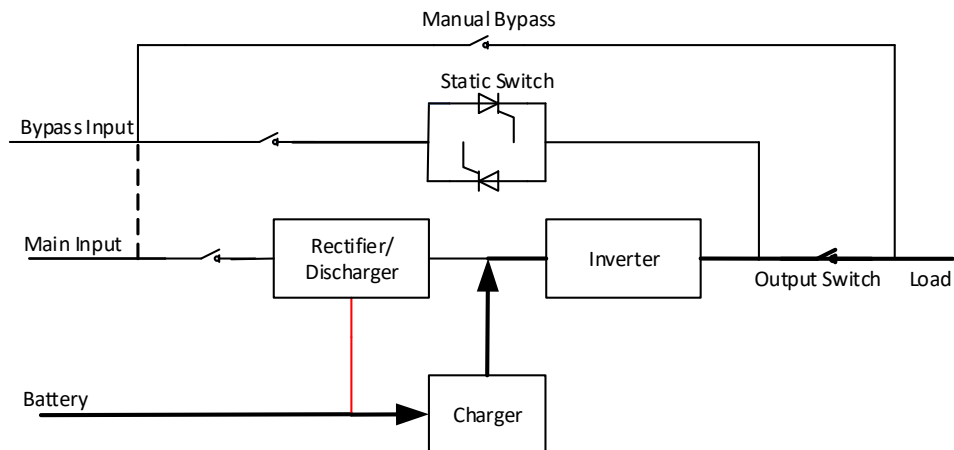 Manual Bypass
Static Switch
Bypass Input
Main Input
Rectifier/
Discharger
Inverter
Output Switch
Load
Battery
Charger